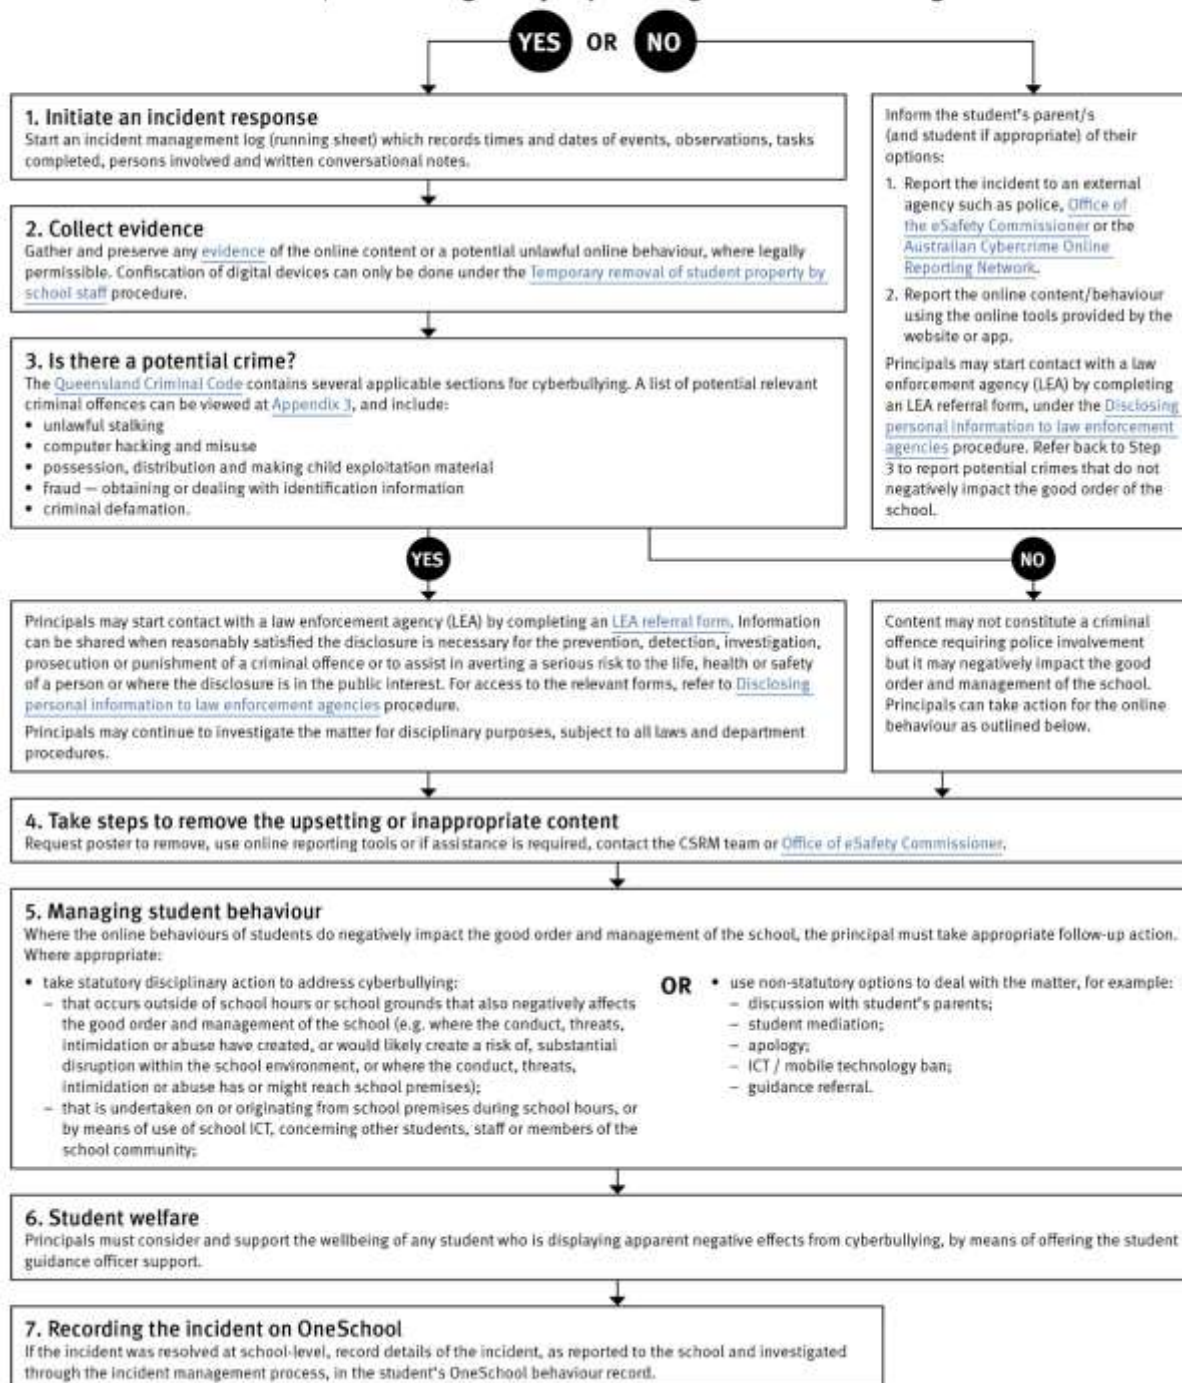 YES OR NO
1. Initiate an incident response
Start an incident management log (running sheet) which records times and dates of events, observations, tasks
completed, persons involved and written conversational notes.
2. Collect evidence
Gather and preserve any evidence of the online content or a potential unlawful online behaviour, where legally
permissible. Confiscation of digital devices can only be done under the Temporary removal of student property by
school staff procedure.
3. Is there a potential crime?
The Queensland Criminal Code contains several applicable sections for cyberbullying. A list of potential relevant
criminal offences can be viewed at Appendix 3, and include:
• unlawful stalking
• computer hacking and misuse
• possession, distribution and making child exploitation material
• fraud — obtaining or dealing with identification information
• criminal defamation.
Inform the student's parent/s
(and student if appropriate) of their
options:
1. Report the incident to an external
agency such as police, Office of
the eSafety Commissioner or the
Australian Cybercrime Online
Reporting Network.
2. Report the online content/behaviour
using the online tools provided by the
website or app.
Principals may start contact with a law
enforcement agency (LEA) by completing
an LEA referral form, under the Disclosing
personal information to law enforcement
agencies procedure. Refer back to Step
3 to report potential crimes that do not
negatively impact the good order of the
school.
YES
NO
Principals may start contact with a law enforcement agency (LEA) by completing an LEA referral form. Information
can be shared when reasonably satisfied the disclosure is necessary for the prevention, detection, investigation,
prosecution or punishment of a criminal offence or to assist in averting a serious risk to the life, health or safety
of a person or where the disclosure is in the public interest. For access to the relevant forms, refer to Disclosing
personal information to law enforcement agencies procedure.
Principals may continue to investigate the matter for disciplinary purposes, subject to all laws and department
procedures.
Content may not constitute a criminal
offence requiring police involvement
but it may negatively impact the good
order and management of the school.
Principals can take action for the online
behaviour as outlined below.
4. Take steps to remove the upsetting or inappropriate content
Request poster to remove, use online reporting tools or if assistance is required, contact the CSRM team or Office of eSafety Commissioner.
5. Managing student behaviour
Where the online behaviours of students do negatively impact the good order and management of the school, the principal must take appropriate follow-up action.
Where appropriate:
• take statutory disciplinary action to address cyberbullying:
– that occurs outside of school hours or school grounds that also negatively affects
the good order and management of the school (e.g. where the conduct, threats,
intimidation or abuse have created, or would likely create a risk of, substantial
disruption within the school environment, or where the conduct, threats,
intimidation or abuse has or might reach school premises);
– that is undertaken on or originating from school premises during school hours, or
by means of use of school ICT, concerning other students, staff or members of the
school community;
OR
• use non-statutory options to deal with the matter, for example:
– discussion with student's parents;
– student mediation;
– apology;
– ICT / mobile technology ban;
– guidance referral.
6. Student welfare
Principals must consider and support the wellbeing of any student who is displaying apparent negative effects from cyberbullying, by means of offering the student
guidance officer support.
7. Recording the incident on OneSchool
If the incident was resolved at school-level, record details of the incident, as reported to the school and investigated
through the incident management process, in the student's OneSchool behaviour record.